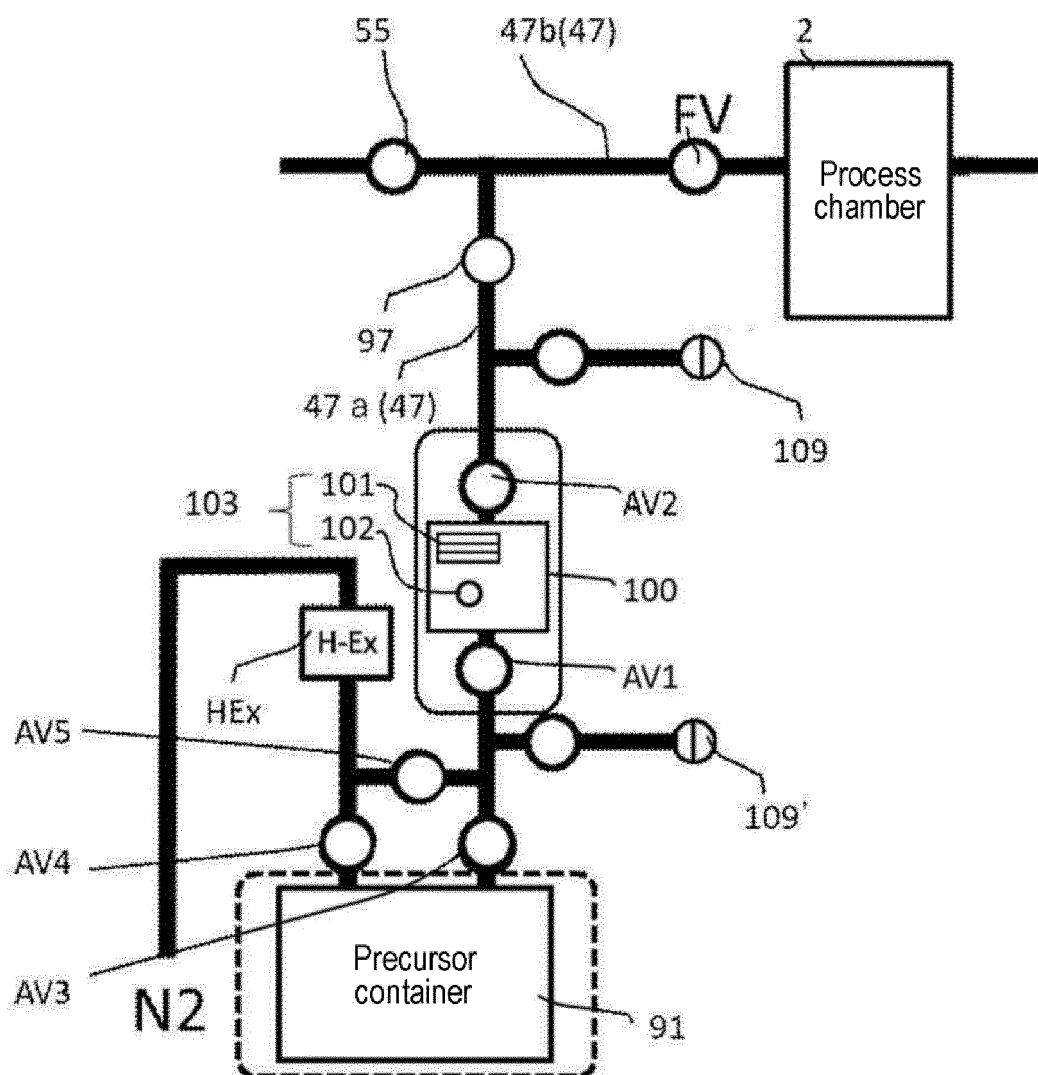 55
47b(47)
2
FV
Process
chamber
97
47 a (47)
109
103
101
102
AV2
100
H-Ex
HEx
AV1
AV5
109'
AV4
AV3
Precursor
container
N2
91